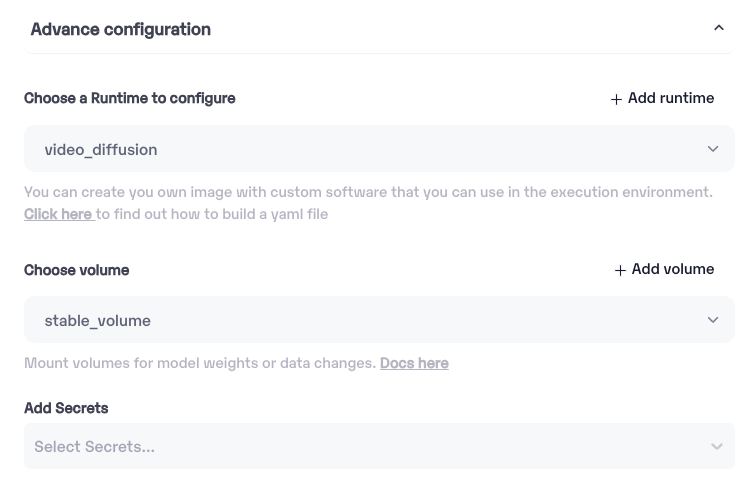 Advance configuration
Choose a Runtime to configure
+ Add runtime
video_diffusion
You can create you own image with custom software that you can use in the execution environment.
Click here to find out how to build a yaml file
Choose volume
+ Add volume
stable_volume
Mount volumes for model weights or data changes. Docs here
Add Secrets
Select Secrets...